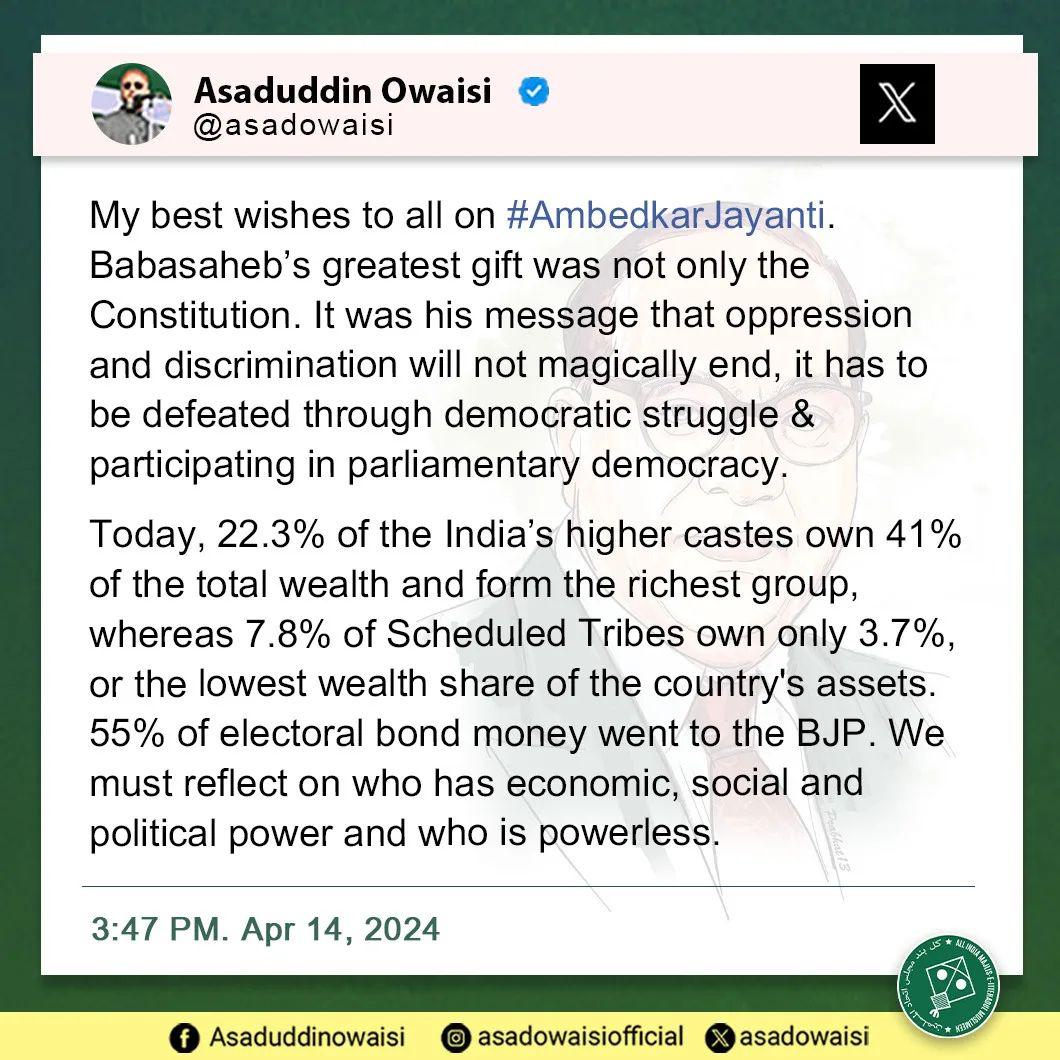 Asaduddin Owaisi
@asadowaisi
My best wishes to all on #AmbedkarJayanti.
Babasaheb’s greatest gift was not only the
Constitution. It was his message that oppression
and discrimination will not magically end, it has to
be defeated through democratic struggle &
participating in parliamentary democracy.
Today, 22.3% of the India’s higher castes own 41%
of the total wealth and form the richest group,
whereas 7.8% of Scheduled Tribes own only 3.7%,
or the lowest wealth share of the country's assets.
55% of electoral bond money went to the BJP. We
must reflect on who has economic, social and
political power and who is powerless.
Prabhat13
3:47 PM. Apr 14, 2024
ALL INDIA MAJLIS-E-ITTEHADUL MUSLIMEEN
کل ہند مجلس اتحاد المسلمین
Asaduddinowaisi asadowaisiofficial asadowaisi